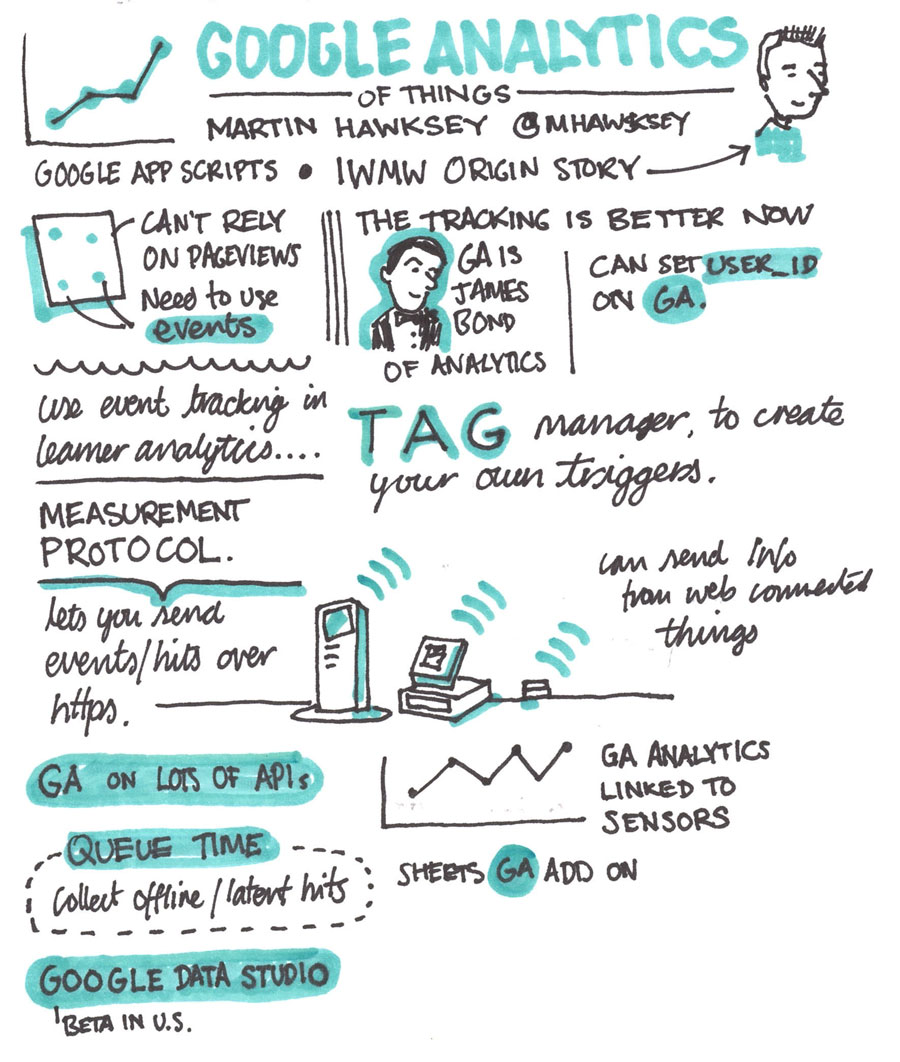 GOOGLE ANALYTICS
OF THINGS
MARTIN HAWKSEY @MHAWKSEY
GOOGLE APP SCRIPTS • IWMW ORIGIN STORY
CAN'T RELY
ON PAGEVIEWS
Need to use
events
THE TRACKING IS BETTER NOW
GA IS
JAMES
BOND
OF ANALYTICS
CAN SET USER_ID
ON GA.
use event tracking in
learner analytics....
TAG manager, to create
your own triggers.
MEASUREMENT
PROTOCOL.
lets you send
events/hits over
https.
can send info
from web connected
things
GA ON LOTS OF APIs
GA ANALYTICS
LINKED TO
SENSORS
QUEUE TIME
Collect offline/latent hits
SHEETS GA ADD ON
GOOGLE DATA STUDIO
BETA IN U.S.